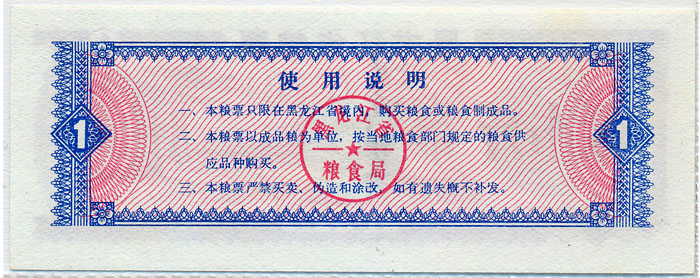 使用说明
一、本粮票只限在黑龙江省境内，购买粮食或粮食制成品。
二、本粮票以成品粮为单位，按当地粮食部门规定的粮食供
应品种购买。
三、本粮票严禁买卖、伪造和涂改，如有遗失概不补发。
1
1
黑龙江省
粮食局